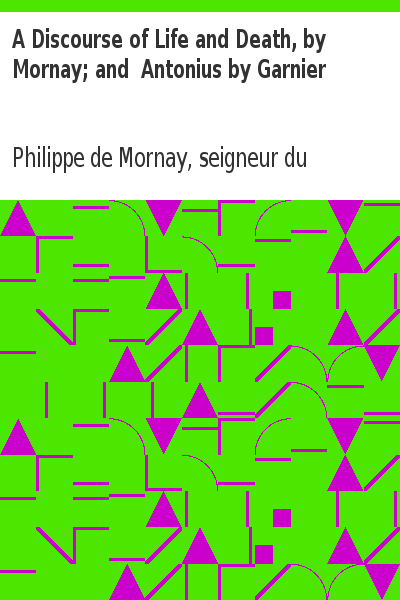 A Discourse of Life and Death, by
Mornay; and Antonius by Garnier
Philippe de Mornay, seigneur du